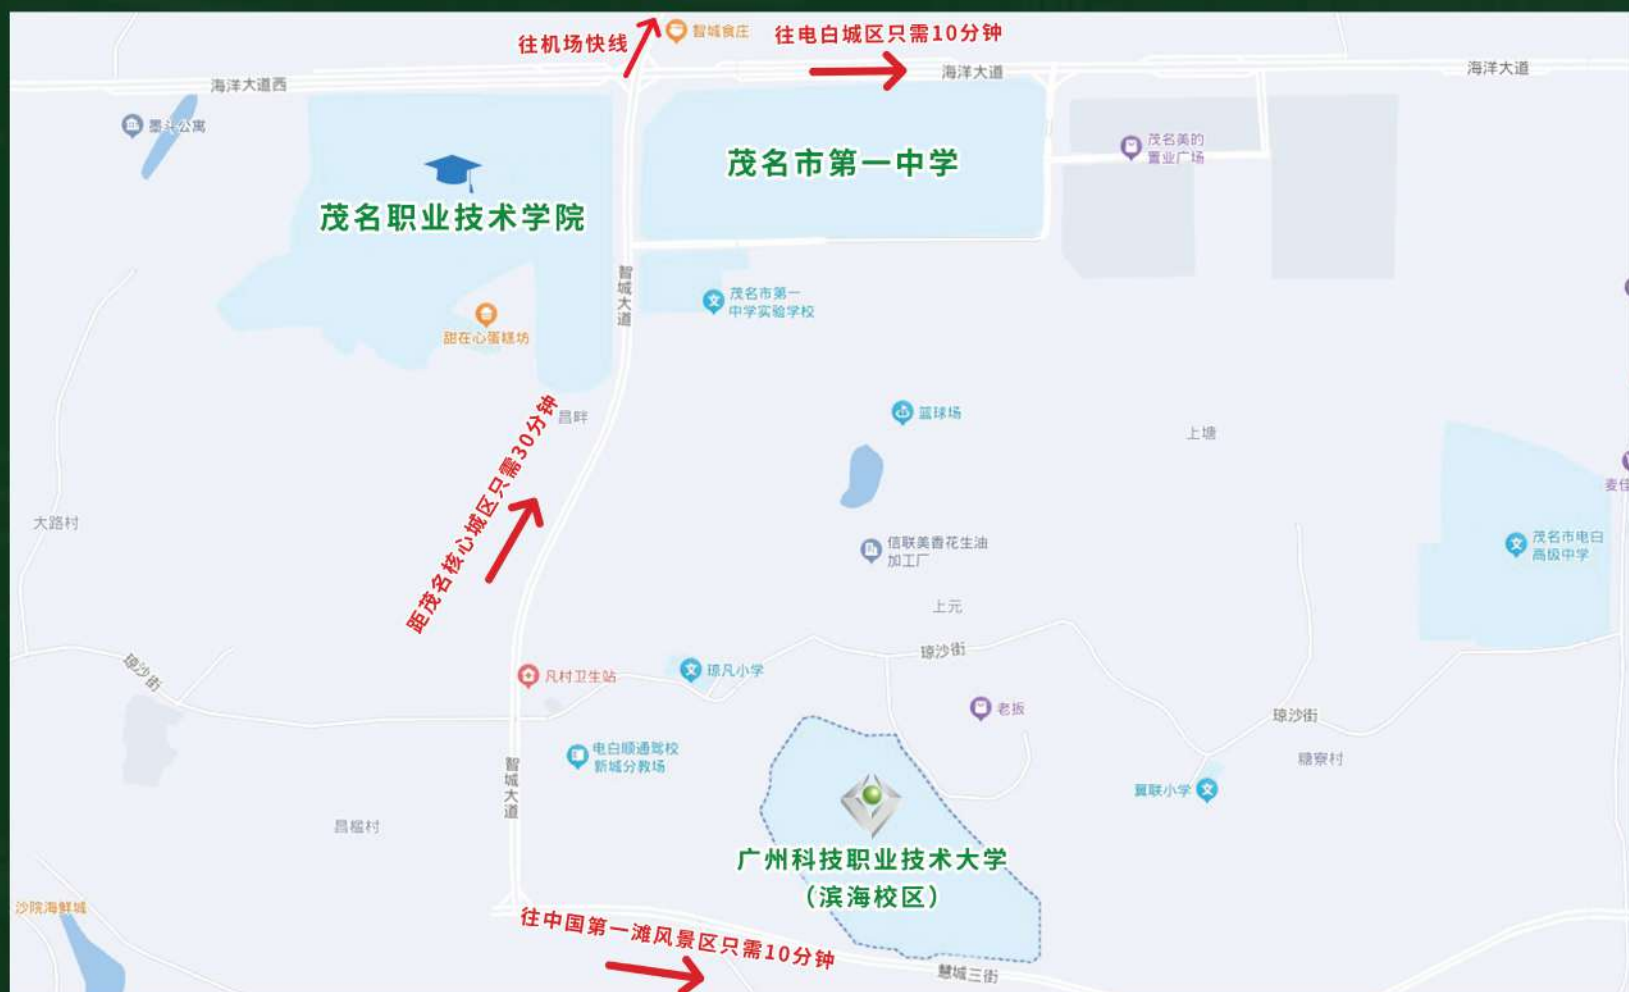 往机场快线
智城食庄
往电白城区只需10分钟
海洋大道西
海洋大道
海洋大道
墨斗公寓
茂名美的
置业广场
茂名市第一中学
茂名职业技术学院
智城大道
茂名市第一
中学实验学校
甜在心蛋糕坊
昌畔
篮球场
上塘
距茂名核心城区只需30分钟
麦佳
大路村
信联美香花生油
加工厂
茂名市电白
高级中学
上元
琼沙街
琼沙街
凡村卫生站
琼凡小学
老扳
琼沙街
电白顺通驾校
新城分教场
智城大道
糖寮村
翼联小学
昌槛村
广州科技职业技术大学
（滨海校区）
沙院海鲜城
往中国第一滩风景区只需10分钟
慧城三街